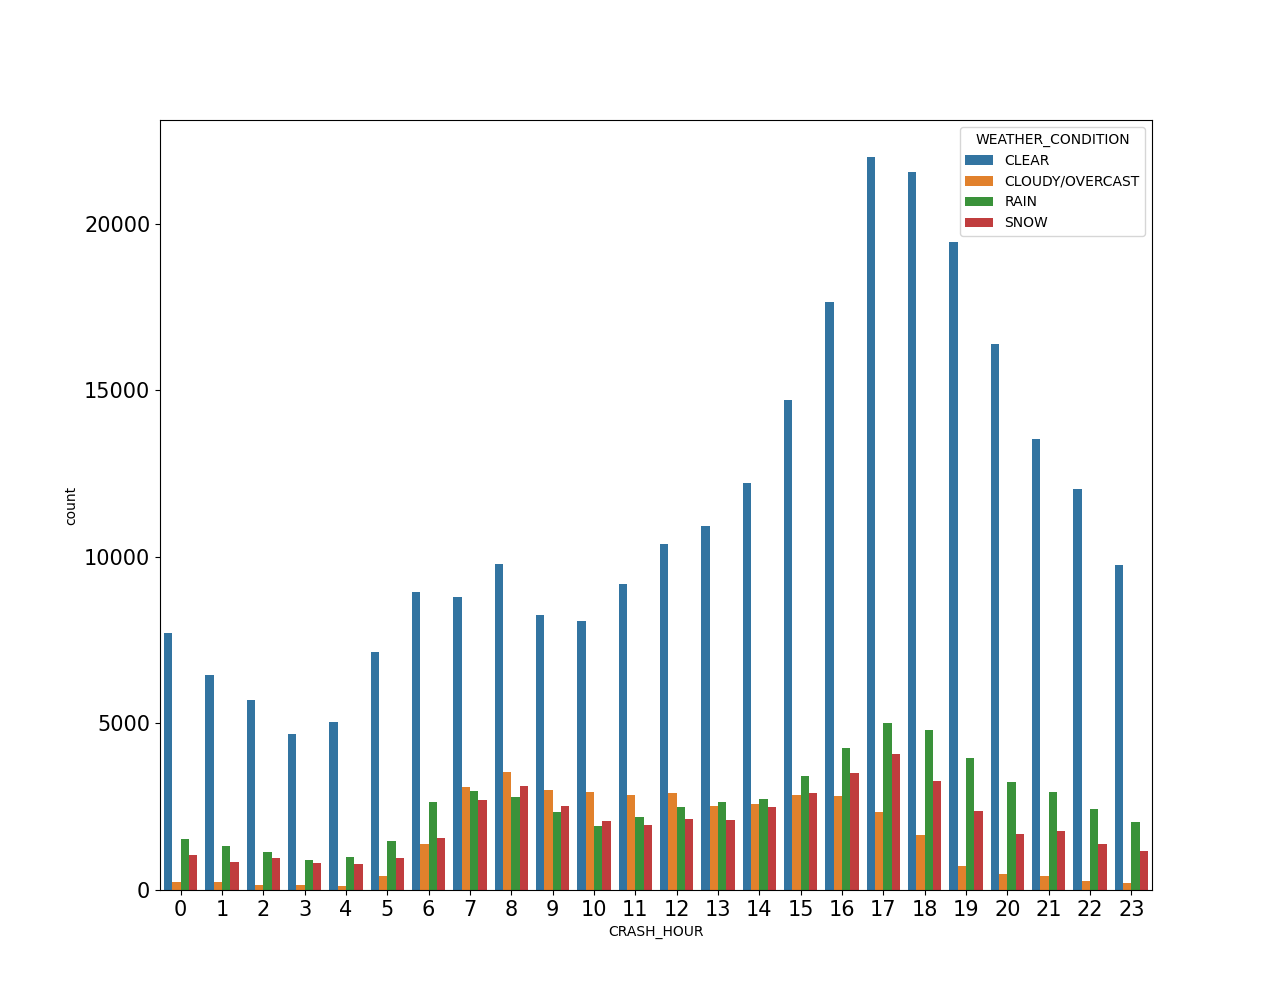 WEATHER_CONDITION
CLEAR
CLOUDY/OVERCAST
RAIN
SNOW
20000
15000
10000
5000
0
count
0 1 2 3 4 5 6 7 8 9 10 11 12 13 14 15 16 17 18 19 20 21 22 23
CRASH_HOUR